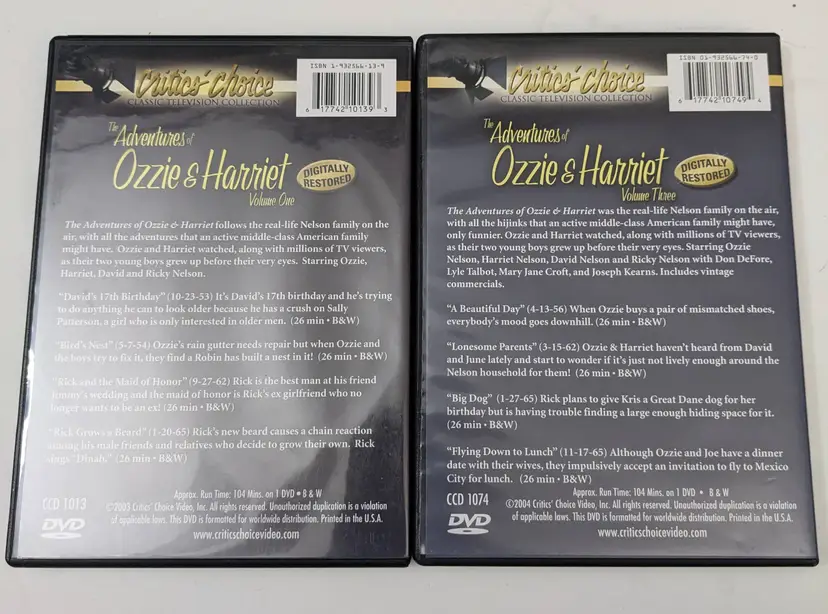 Critics' Choice
CLASSIC TELEVISION COLLECTION
ISBN 1-932566-13-9
6 17742 10139 3
The Adventures of
Ozzie & Harriet
Volume One
DIGITALLY
RESTORED
The Adventures of Ozzie & Harriet follows the real-life Nelson family on the
air, with all the adventures that an active middle-class American family
might have. Ozzie and Harriet watched, along with millions of TV viewers,
as their two young boys grew up before their very eyes. Starring Ozzie,
Harriet, David and Ricky Nelson.
"David's 17th Birthday" (10-23-53) It's David's 17th birthday and he's trying
to do anything he can to look older because he has a crush on Sally
Patterson, a girl who is only interested in older men. (26 min • B&W)
"Bird's Nest" (5-7-54) Ozzie's rain gutter needs repair but when Ozzie and
the boys try to fix it, they find a Robin has built a nest in it! (26 min • B&W)
"Rick and the Maid of Honor" (9-27-62) Rick is the best man at his friend
Jimmy's wedding and the maid of honor is Rick's ex girlfriend who no
longer wants to be an ex! (26 min • B&W)
"Rick Grows a Beard" (1-20-65) Rick's new beard causes a chain reaction
among his male friends and relatives who decide to grow their own. Rick
sings "Dinah." (26 min • B&W)
CCD 1013
Approx. Run Time: 104 Mins. on 1 DVD • B & W
©2003 Critics' Choice Video, Inc. All rights reserved. Unauthorized duplication is a violation
of applicable laws. This DVD is formatted for worldwide distribution. Printed in the U.S.A.
DVD
www.criticschoicevideo.com
Critics' Choice
CLASSIC TELEVISION COLLECTION
ISBN 01-932566-74-0
6 17742 10749 4
The Adventures of
Ozzie & Harriet
Volume Three
DIGITALLY
RESTORED
The Adventures of Ozzie & Harriet was the real-life Nelson family on the air,
with all the hijinks that an active middle-class American family might have,
only funnier. Ozzie and Harriet watched, along with millions of TV viewers,
as their two young boys grew up before their very eyes. Starring Ozzie
Nelson, Harriet Nelson, David Nelson and Ricky Nelson with Don DeFore,
Lyle Talbot, Mary Jane Croft, and Joseph Kearns. Includes vintage
commercials.
"A Beautiful Day" (4-13-56) When Ozzie buys a pair of mismatched shoes,
everybody's mood goes downhill. (26 min • B&W)
"Lonesome Parents" (3-15-62) Ozzie & Harriet haven't heard from David
and June lately and start to wonder if it's just not lively enough around the
Nelson household for them! (26 min • B&W)
"Big Dog" (1-27-65) Rick plans to give Kris a Great Dane dog for her
birthday but is having trouble finding a large enough hiding space for it.
(26 min • B&W)
"Flying Down to Lunch" (11-17-65) Although Ozzie and Joe have a dinner
date with their wives, they impulsively accept an invitation to fly to Mexico
City for lunch. (26 min • B&W)
CCD 1074
Approx. Run Time: 104 Mins. on 1 DVD • B & W
©2004 Critics' Choice Video, Inc. All rights reserved. Unauthorized duplication is a violation
of applicable laws. This DVD is formatted for worldwide distribution. Printed in the U.S.A.
DVD
www.criticschoicevideo.com